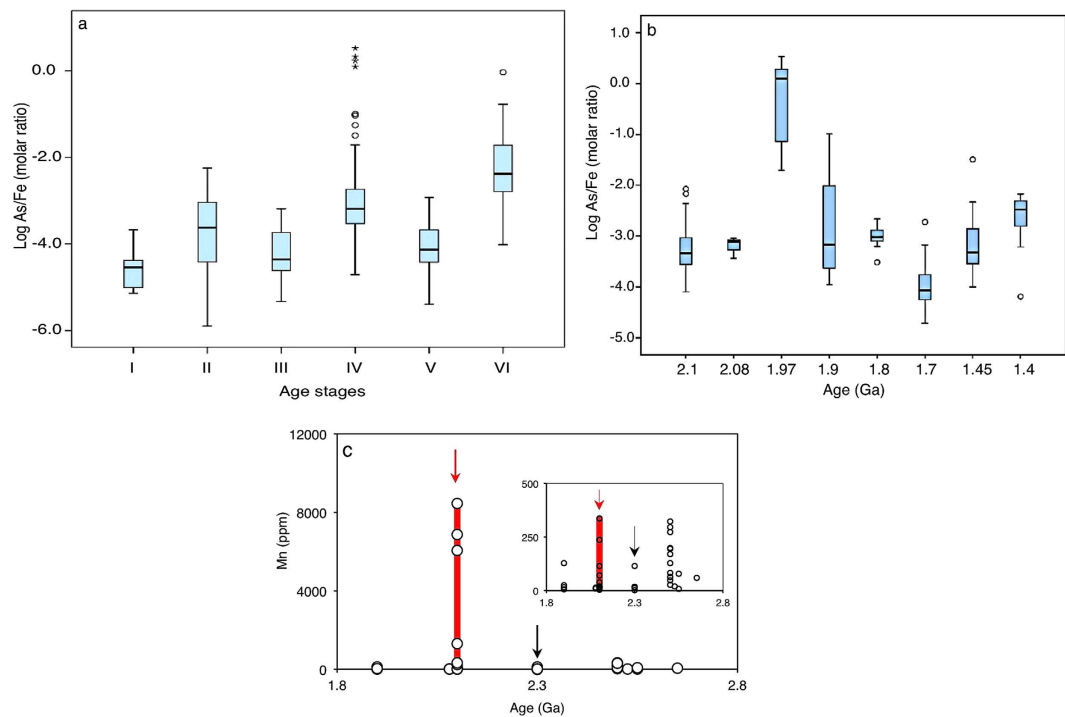 a
Log As/Fe (molar ratio)
0.0
-2.0
-4.0
-6.0
I II III IV V VI
Age stages
b
Log As/Fe (molar ratio)
1.0
0.0
-1.0
-2.0
-3.0
-4.0
-5.0
2.1 2.08 1.97 1.9 1.8 1.7 1.45 1.4
Age (Ga)
c
Mn (ppm)
12000
8000
4000
0
1.8 2.3 2.8
Age (Ga)
500
250
0
1.8 2.3 2.8